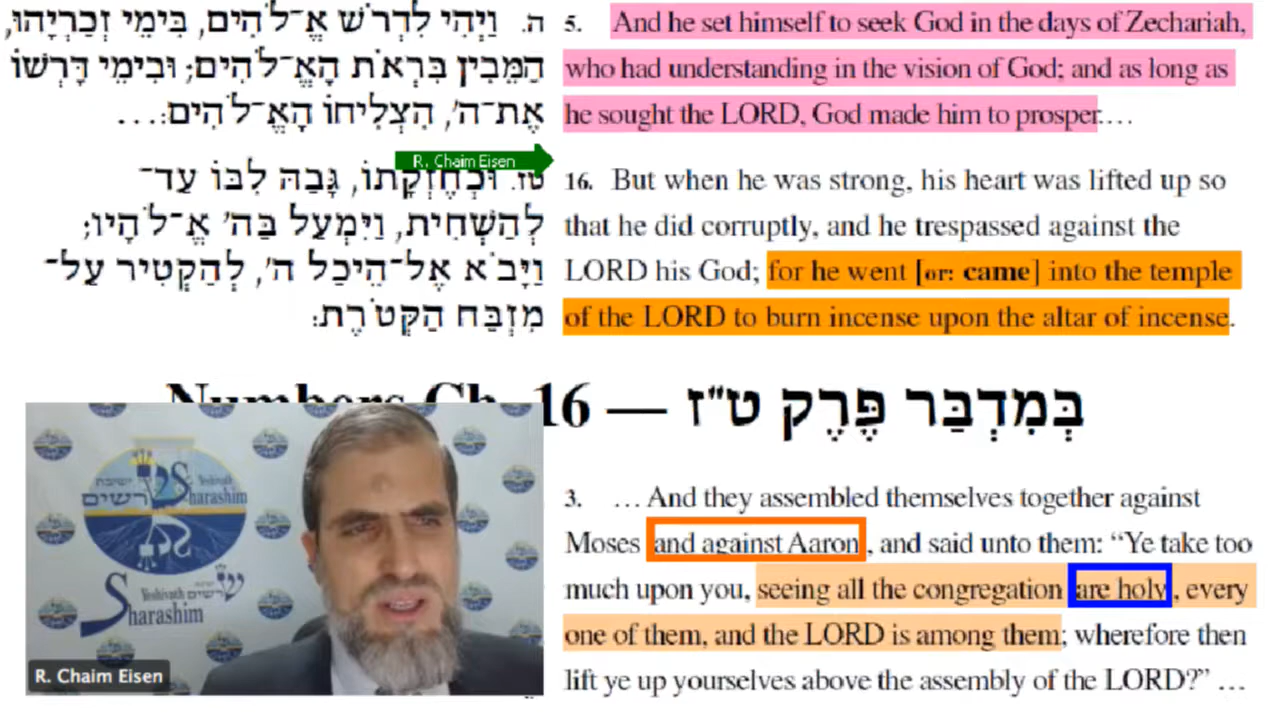 ה. וַיְהִי לִדְרֹשׁ אֱ־לֹהִים, בִּימֵי זְכַרְיָהוּ,
הַמֵּבִין בִּרְאֹת הָאֱ־לֹהִים; וּבִימֵי דָּרְשׁוֹ
אֶת־ה', הִצְלִיחוֹ הָאֱ־לֹהִים:...
5. And he set himself to seek God in the days of Zechariah,
who had understanding in the vision of God; and as long as
he sought the LORD, God made him to prosper....
R. Chaim Eisen
טז. וּכְחֶזְקָתוֹ, גָּבַהּ לִבּוֹ עַד־
לְהַשְׁחִית, וַיִּמְעַל בַּה' אֱ־לֹהָיו;
וַיָּבֹא אֶל־הֵיכַל ה', לְהַקְטִיר עַל־
מִזְבַּח הַקְּטֹרֶת:
16. But when he was strong, his heart was lifted up so
that he did corruptly, and he trespassed against the
LORD his God; for he went [or: came] into the temple
of the LORD to burn incense upon the altar of incense.
Numbers Ch. 16 — בְּמִדְבַּר פֶּרֶק ט"ז
3. ...And they assembled themselves together against
Moses and against Aaron, and said unto them: “Ye take too
much upon you, seeing all the congregation are holy, every
one of them, and the LORD is among them; wherefore then
lift ye up yourselves above the assembly of the LORD?” ...
ישיבת שרשים
Yeshivath Sharashim
Yeshivath שרשים
Sharashim
R. Chaim Eisen